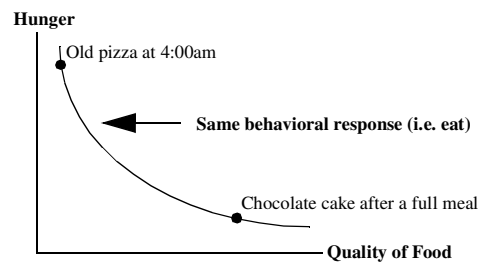 Hunger
Old pizza at 4:00am
Same behavioral response (i.e. eat)
Chocolate cake after a full meal
Quality of Food